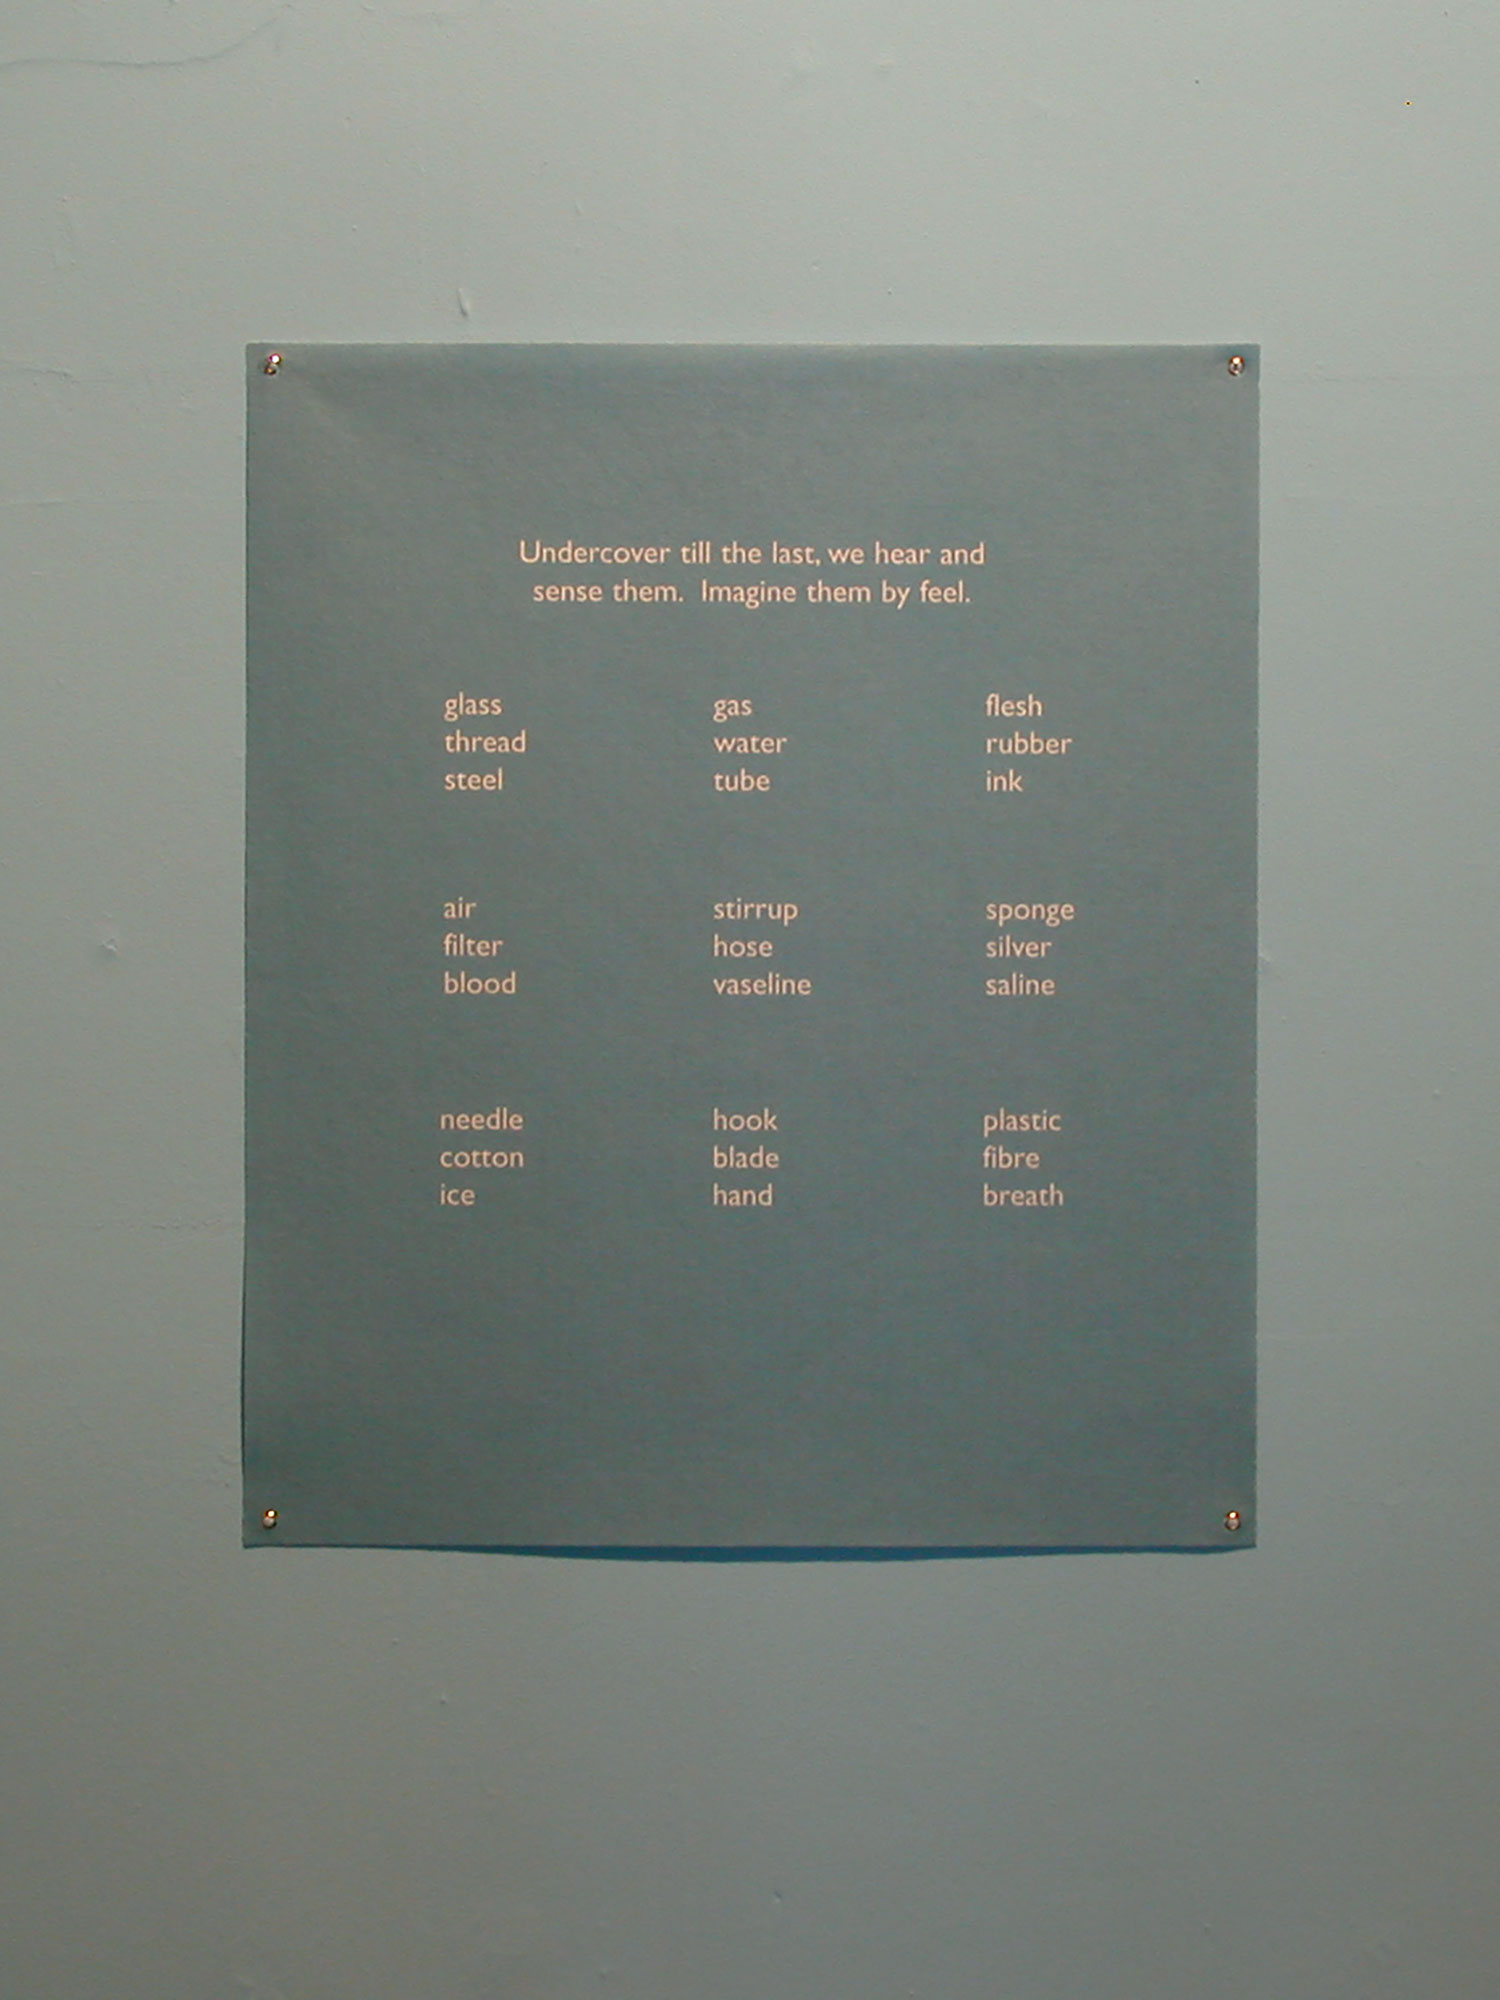 Undercover till the last, we hear and
sense them.  Imagine them by feel.
glass
thread
steel
gas
water
tube
flesh
rubber
ink
air
filter
blood
stirrup
hose
vaseline
sponge
silver
saline
needle
cotton
ice
hook
blade
hand
plastic
fibre
breath